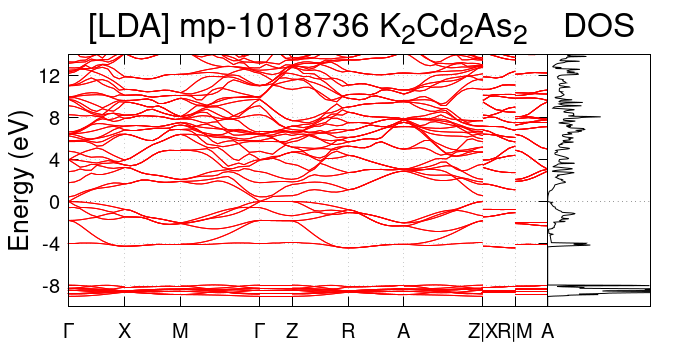 [LDA] mp-1018736 K₂Cd₂As₂ DOS
Energy (eV)
12
8
4
0
-4
-8
Γ X M Γ Z R A Z|XR|M A